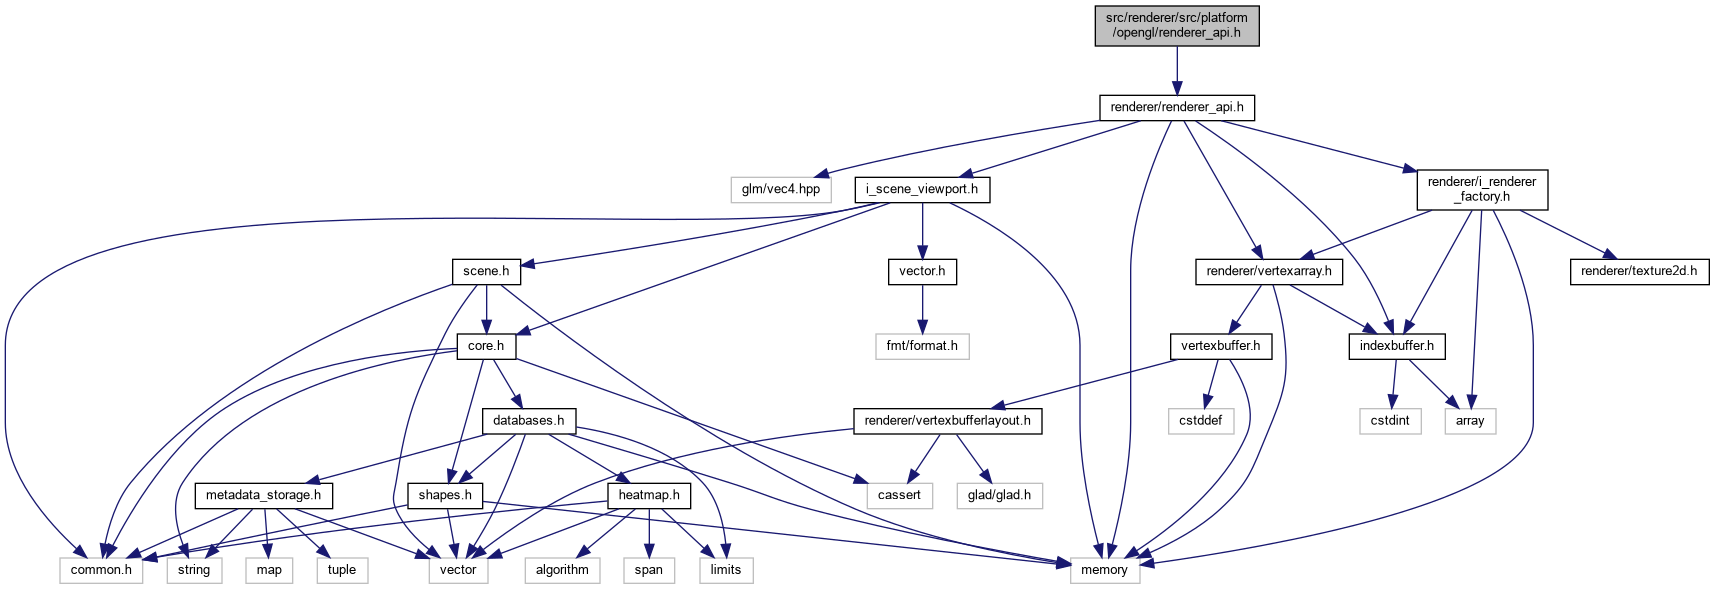 src/renderer/src/platform
/opengl/renderer_api.h
renderer/renderer_api.h
glm/vec4.hpp
i_scene_viewport.h
renderer/i_renderer
_factory.h
scene.h
vector.h
renderer/vertexarray.h
renderer/texture2d.h
core.h
fmt/format.h
vertexbuffer.h
indexbuffer.h
databases.h
renderer/vertexbufferlayout.h
cstddef
cstdint
array
metadata_storage.h
shapes.h
heatmap.h
cassert
glad/glad.h
common.h
string
map
tuple
vector
algorithm
span
limits
memory